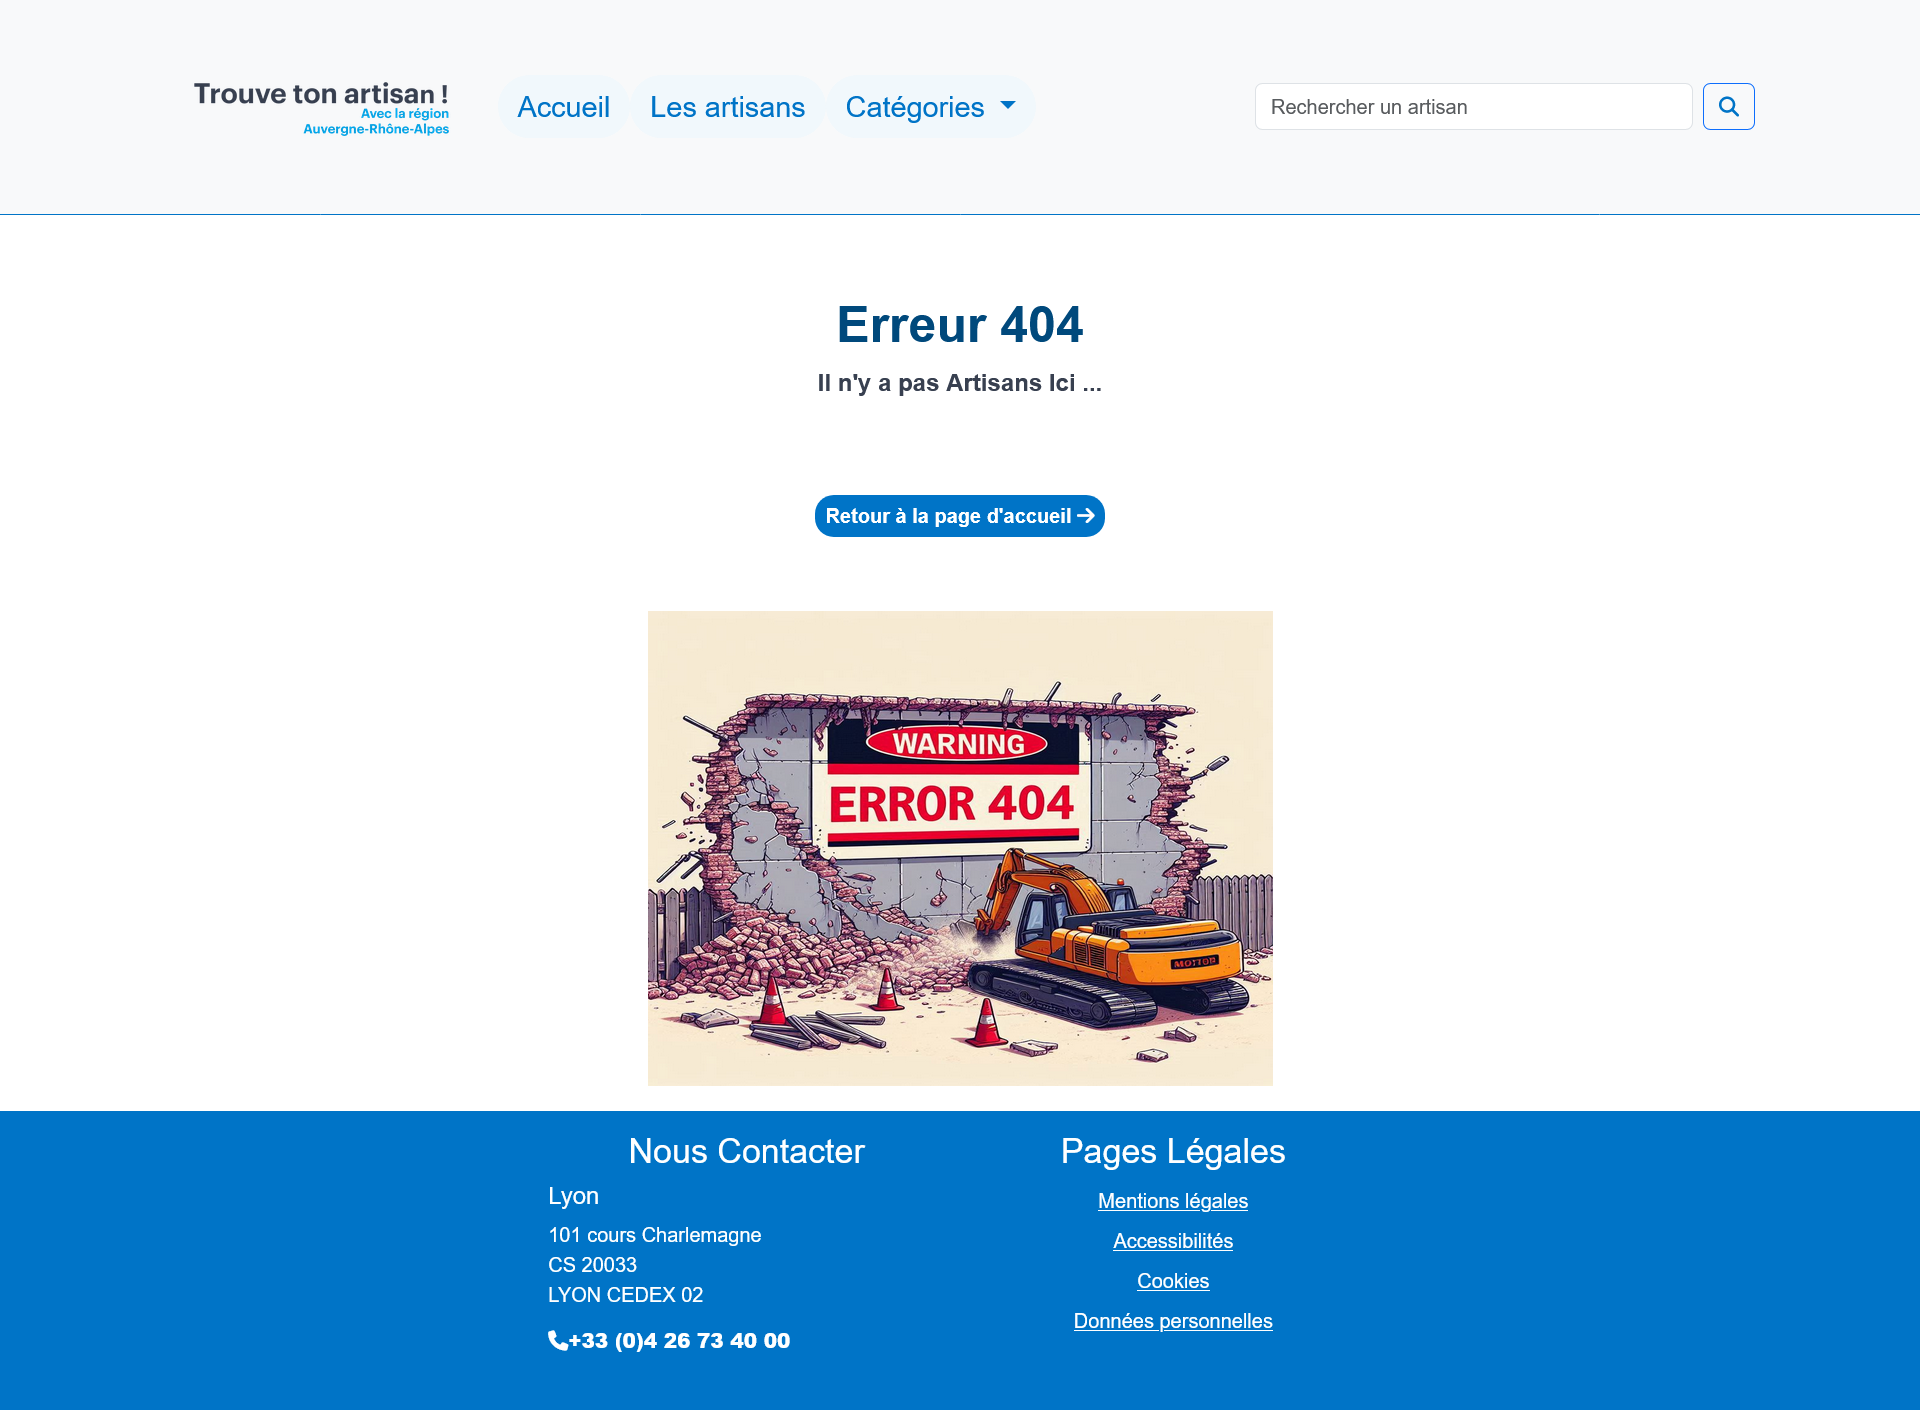 Trouve ton artisan !
Avec la région
Auvergne-Rhône-Alpes
Accueil
Les artisans
Catégories
Rechercher un artisan
Erreur 404
Il n'y a pas Artisans Ici ...
Retour à la page d'accueil
WARNING
ERROR 404
MOTTOR
Nous Contacter
Lyon
101 cours Charlemagne
CS 20033
LYON CEDEX 02
+33 (0)4 26 73 40 00
Pages Légales
Mentions légales
Accessibilités
Cookies
Données personnelles